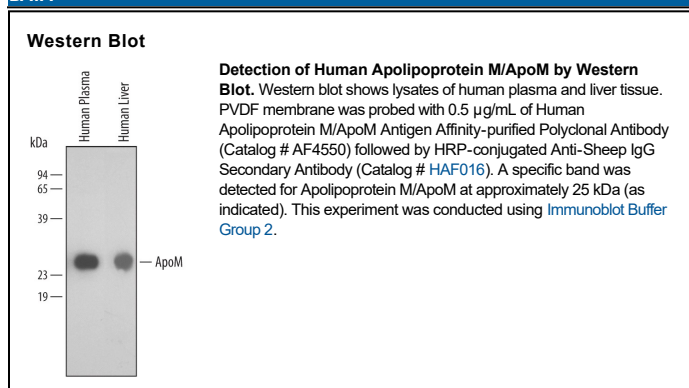 Western Blot
Human Plasma
Human Liver
kDa
94
65
39
23
19
ApoM
Detection of Human Apolipoprotein M/ApoM by Western
Blot. Western blot shows lysates of human plasma and liver tissue.
PVDF membrane was probed with 0.5 µg/mL of Human
Apolipoprotein M/ApoM Antigen Affinity-purified Polyclonal Antibody
(Catalog # AF4550) followed by HRP-conjugated Anti-Sheep IgG
Secondary Antibody (Catalog # HAF016). A specific band was
detected for Apolipoprotein M/ApoM at approximately 25 kDa (as
indicated). This experiment was conducted using Immunoblot Buffer
Group 2.